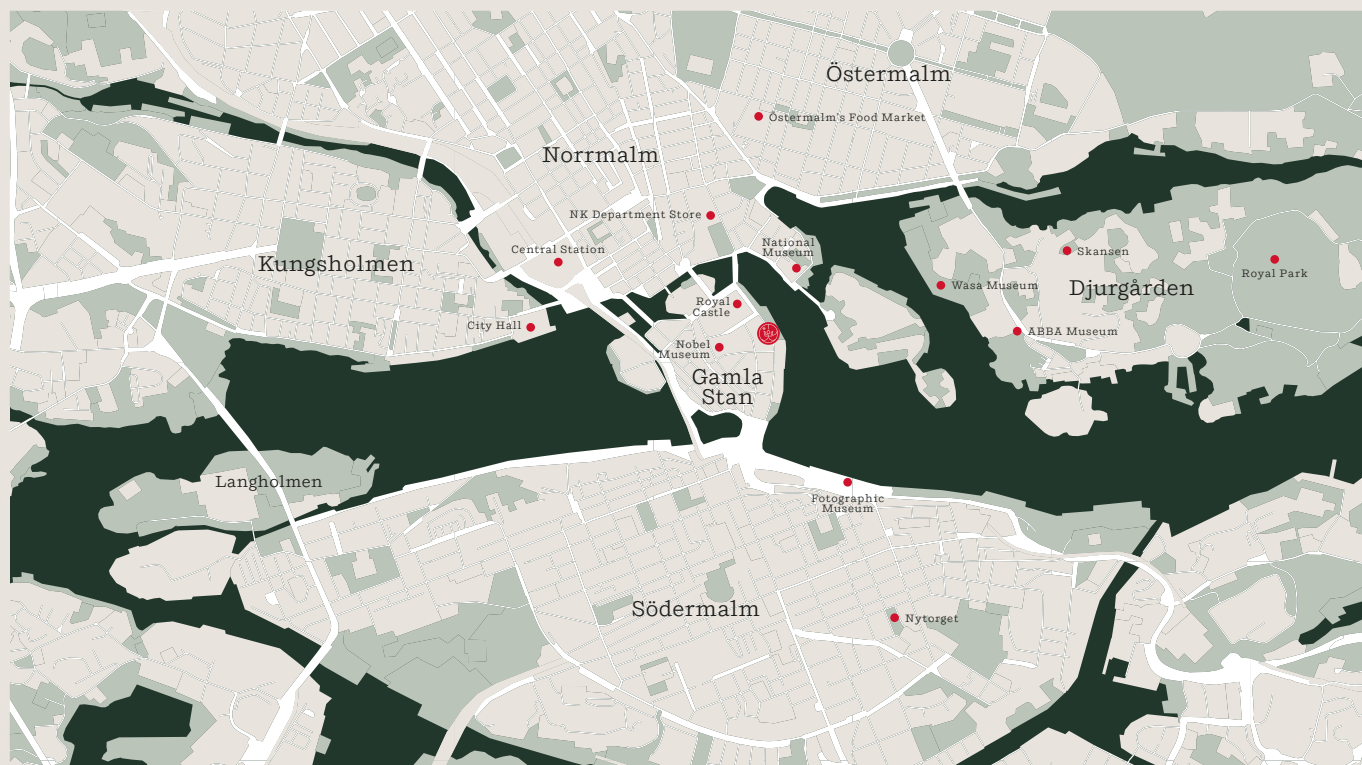 Östermalm
Östermalm's Food Market
Norrmalm
NK Department Store
National
Museum
Central Station
Skansen
Kungsholmen
Royal Park
Wasa Museum
Djurgården
Royal
Castle
City Hall
ABBA Museum
Nobel
Museum
Gamla
Stan
Langholmen
Fotographic
Museum
Södermalm
Nytorget